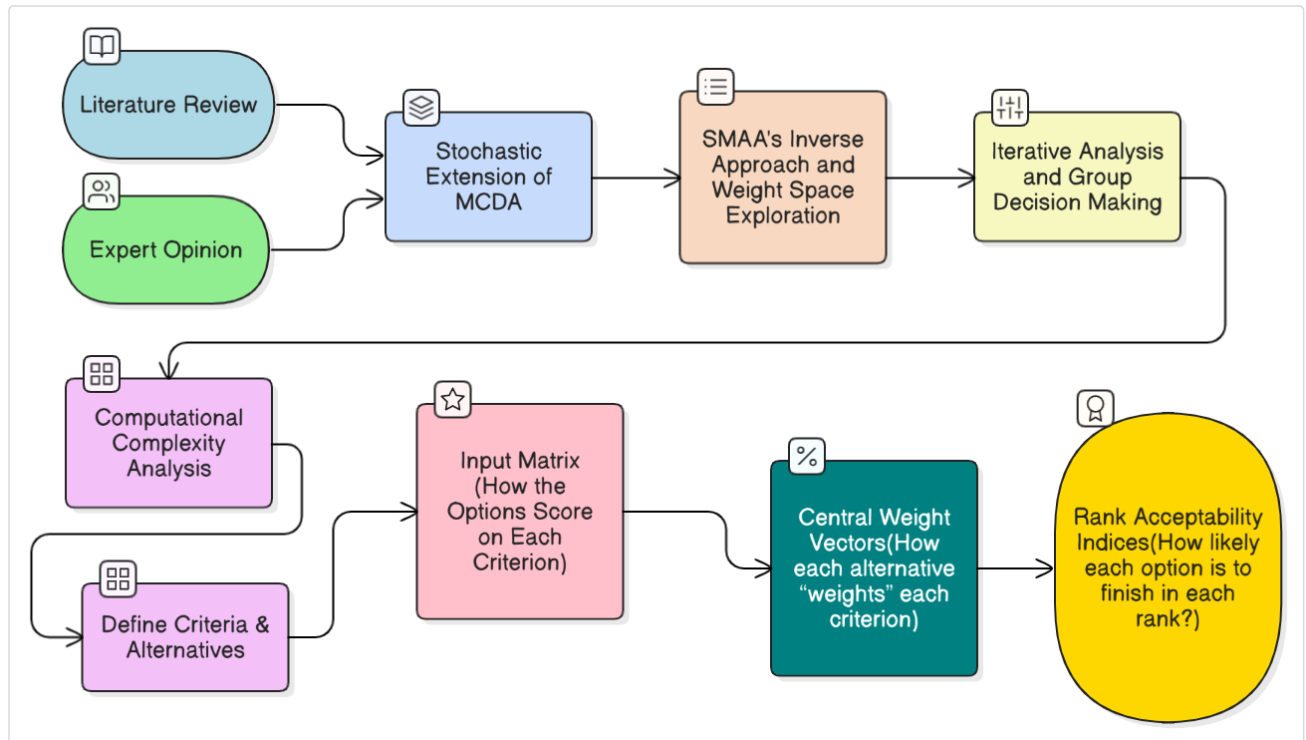 Literature Review
Expert Opinion
Stochastic
Extension of
MCDA
SMAA's Inverse
Approach and
Weight Space
Exploration
Iterative Analysis
and Group
Decision Making
Computational
Complexity
Analysis
Define Criteria &
Alternatives
Input Matrix
(How the
Options Score
on Each
Criterion)
Central Weight
Vectors(How
each alternative
“weights” each
criterion)
Rank Acceptability
Indices(How likely
each option is to
finish in each
rank?)